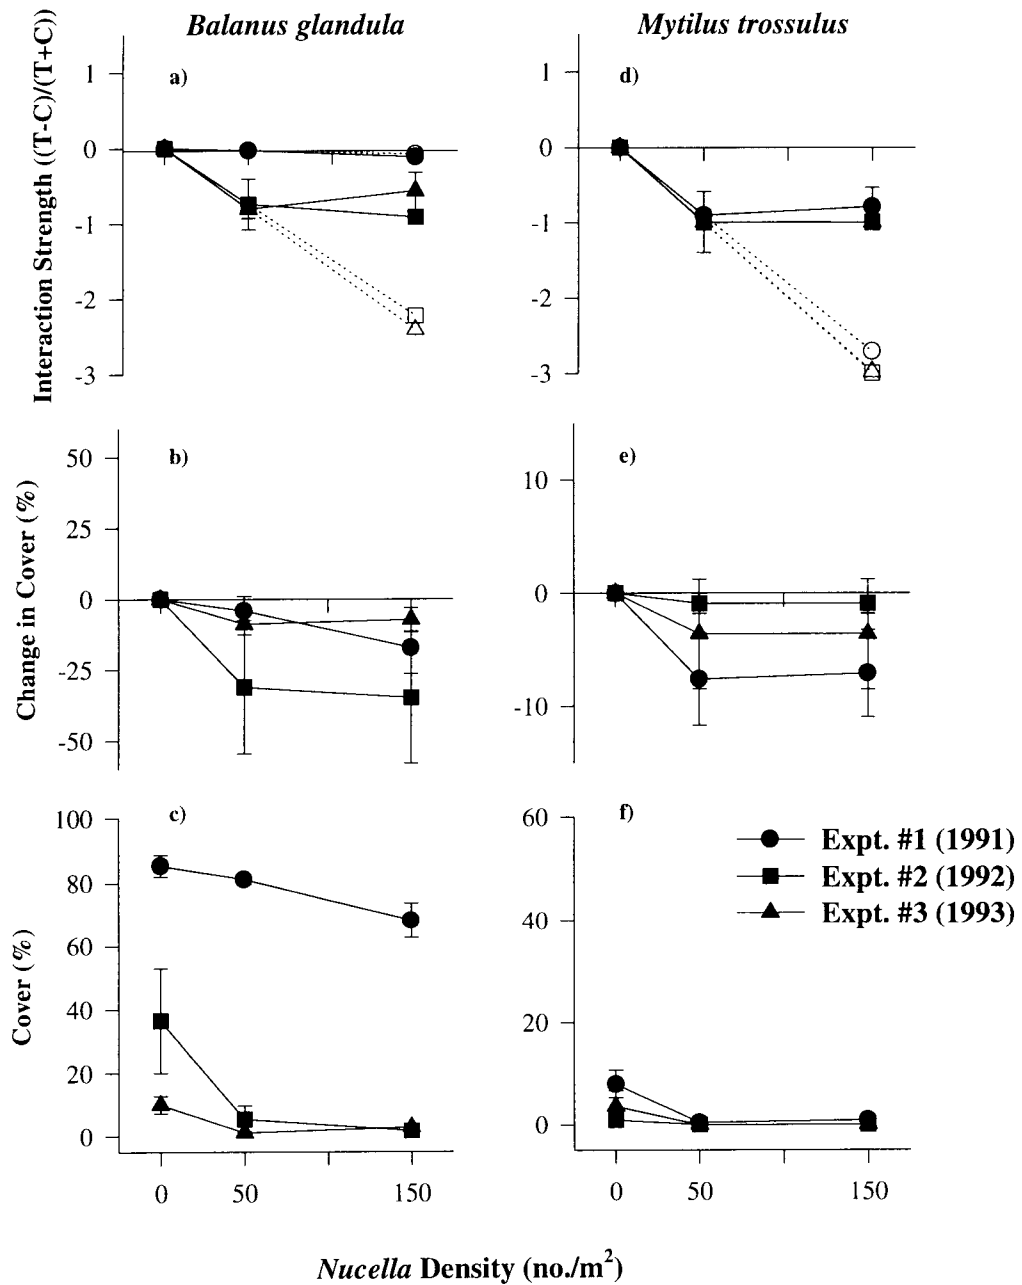 Balanus glandula
Mytilus trossulus
Interaction Strength ((T-C)/(T+C))
a)
1
0
-1
-2
-3
d)
1
0
-1
-2
-3
Change in Cover (%)
b)
50
25
0
-25
-50
e)
10
0
-10
Cover (%)
c)
100
80
60
40
20
0
f)
60
40
20
0
Expt. #1 (1991)
Expt. #2 (1992)
Expt. #3 (1993)
0 50 150
0 50 150
Nucella Density (no./m²)